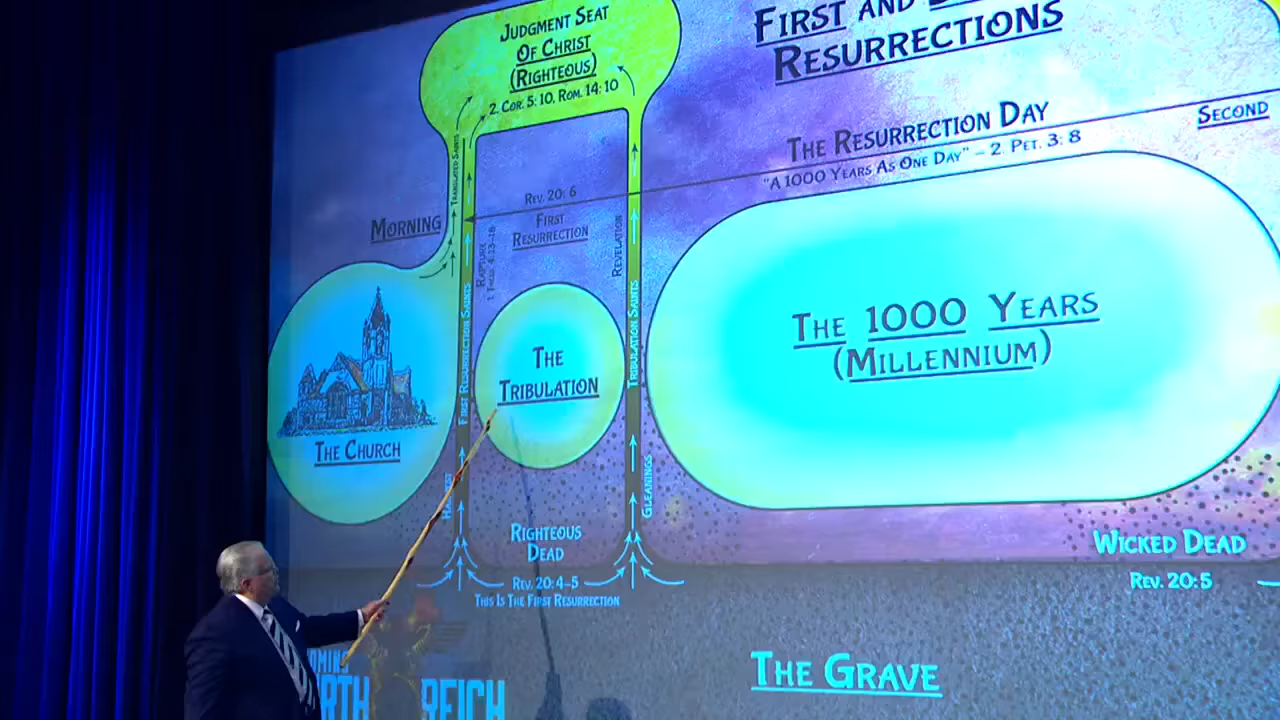 JUDGMENT SEAT
OF CHRIST
(RIGHTEOUS)
2. COR. 5: 10, ROM. 14: 10
FIRST AND
RESURRECTIONS
THE RESURRECTION DAY
"A 1000 YEARS AS ONE DAY" – 2. PET. 3: 8
SECOND
TRANSLATED SAINTS
REV. 20: 6
FIRST
RESURRECTION
MORNING
RAPTURE
REVELATION
FIRST RESURRECTION SAINTS
TRIBULATION SAINTS
THE CHURCH
THE
TRIBULATION
THE 1000 YEARS
(MILLENNIUM)
GLEANINGS
RIGHTEOUS
DEAD
REV. 20: 4-5
THIS IS THE FIRST RESURRECTION
WICKED DEAD
REV. 20:5
THE GRAVE
REICH